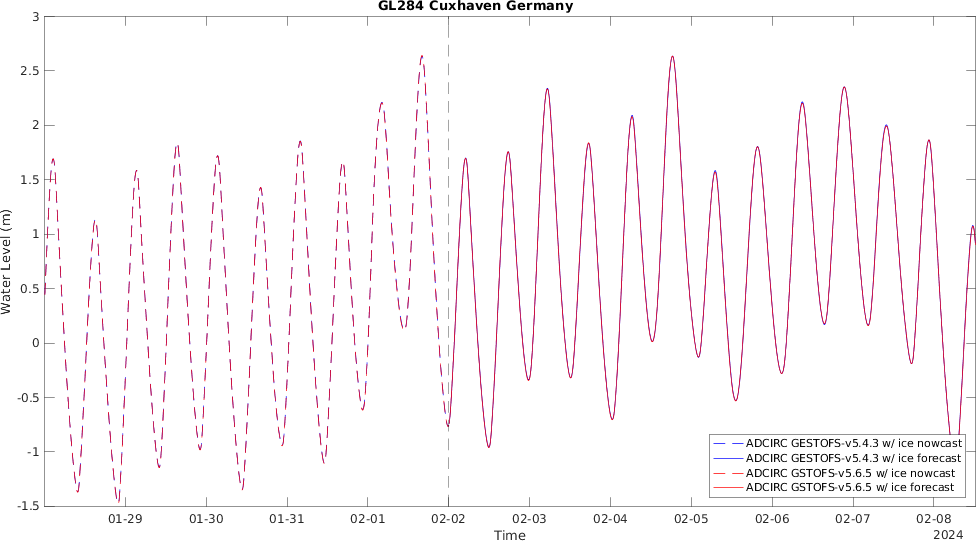 GL284 Cuxhaven Germany
3
2.5
2
1.5
1
0.5
0
-0.5
-1
-1.5
Water Level (m)
ADCIRC GESTOFS-v5.4.3 w/ ice nowcast
ADCIRC GESTOFS-v5.4.3 w/ ice forecast
ADCIRC GSTOFS-v5.6.5 w/ ice nowcast
ADCIRC GSTOFS-v5.6.5 w/ ice forecast
01-29 01-30 01-31 02-01 02-02 02-03 02-04 02-05 02-06 02-07 02-08
Time
2024